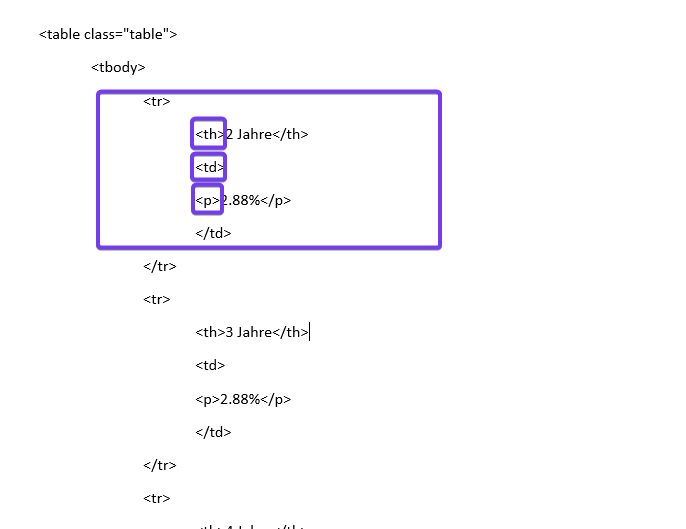 <table class="table">
<tbody>
<tr>
<th>2 Jahre</th>
<td>
<p>2.88%</p>
</td>
</tr>
<tr>
<th>3 Jahre</th>
<td>
<p>2.88%</p>
</td>
</tr>
<tr>